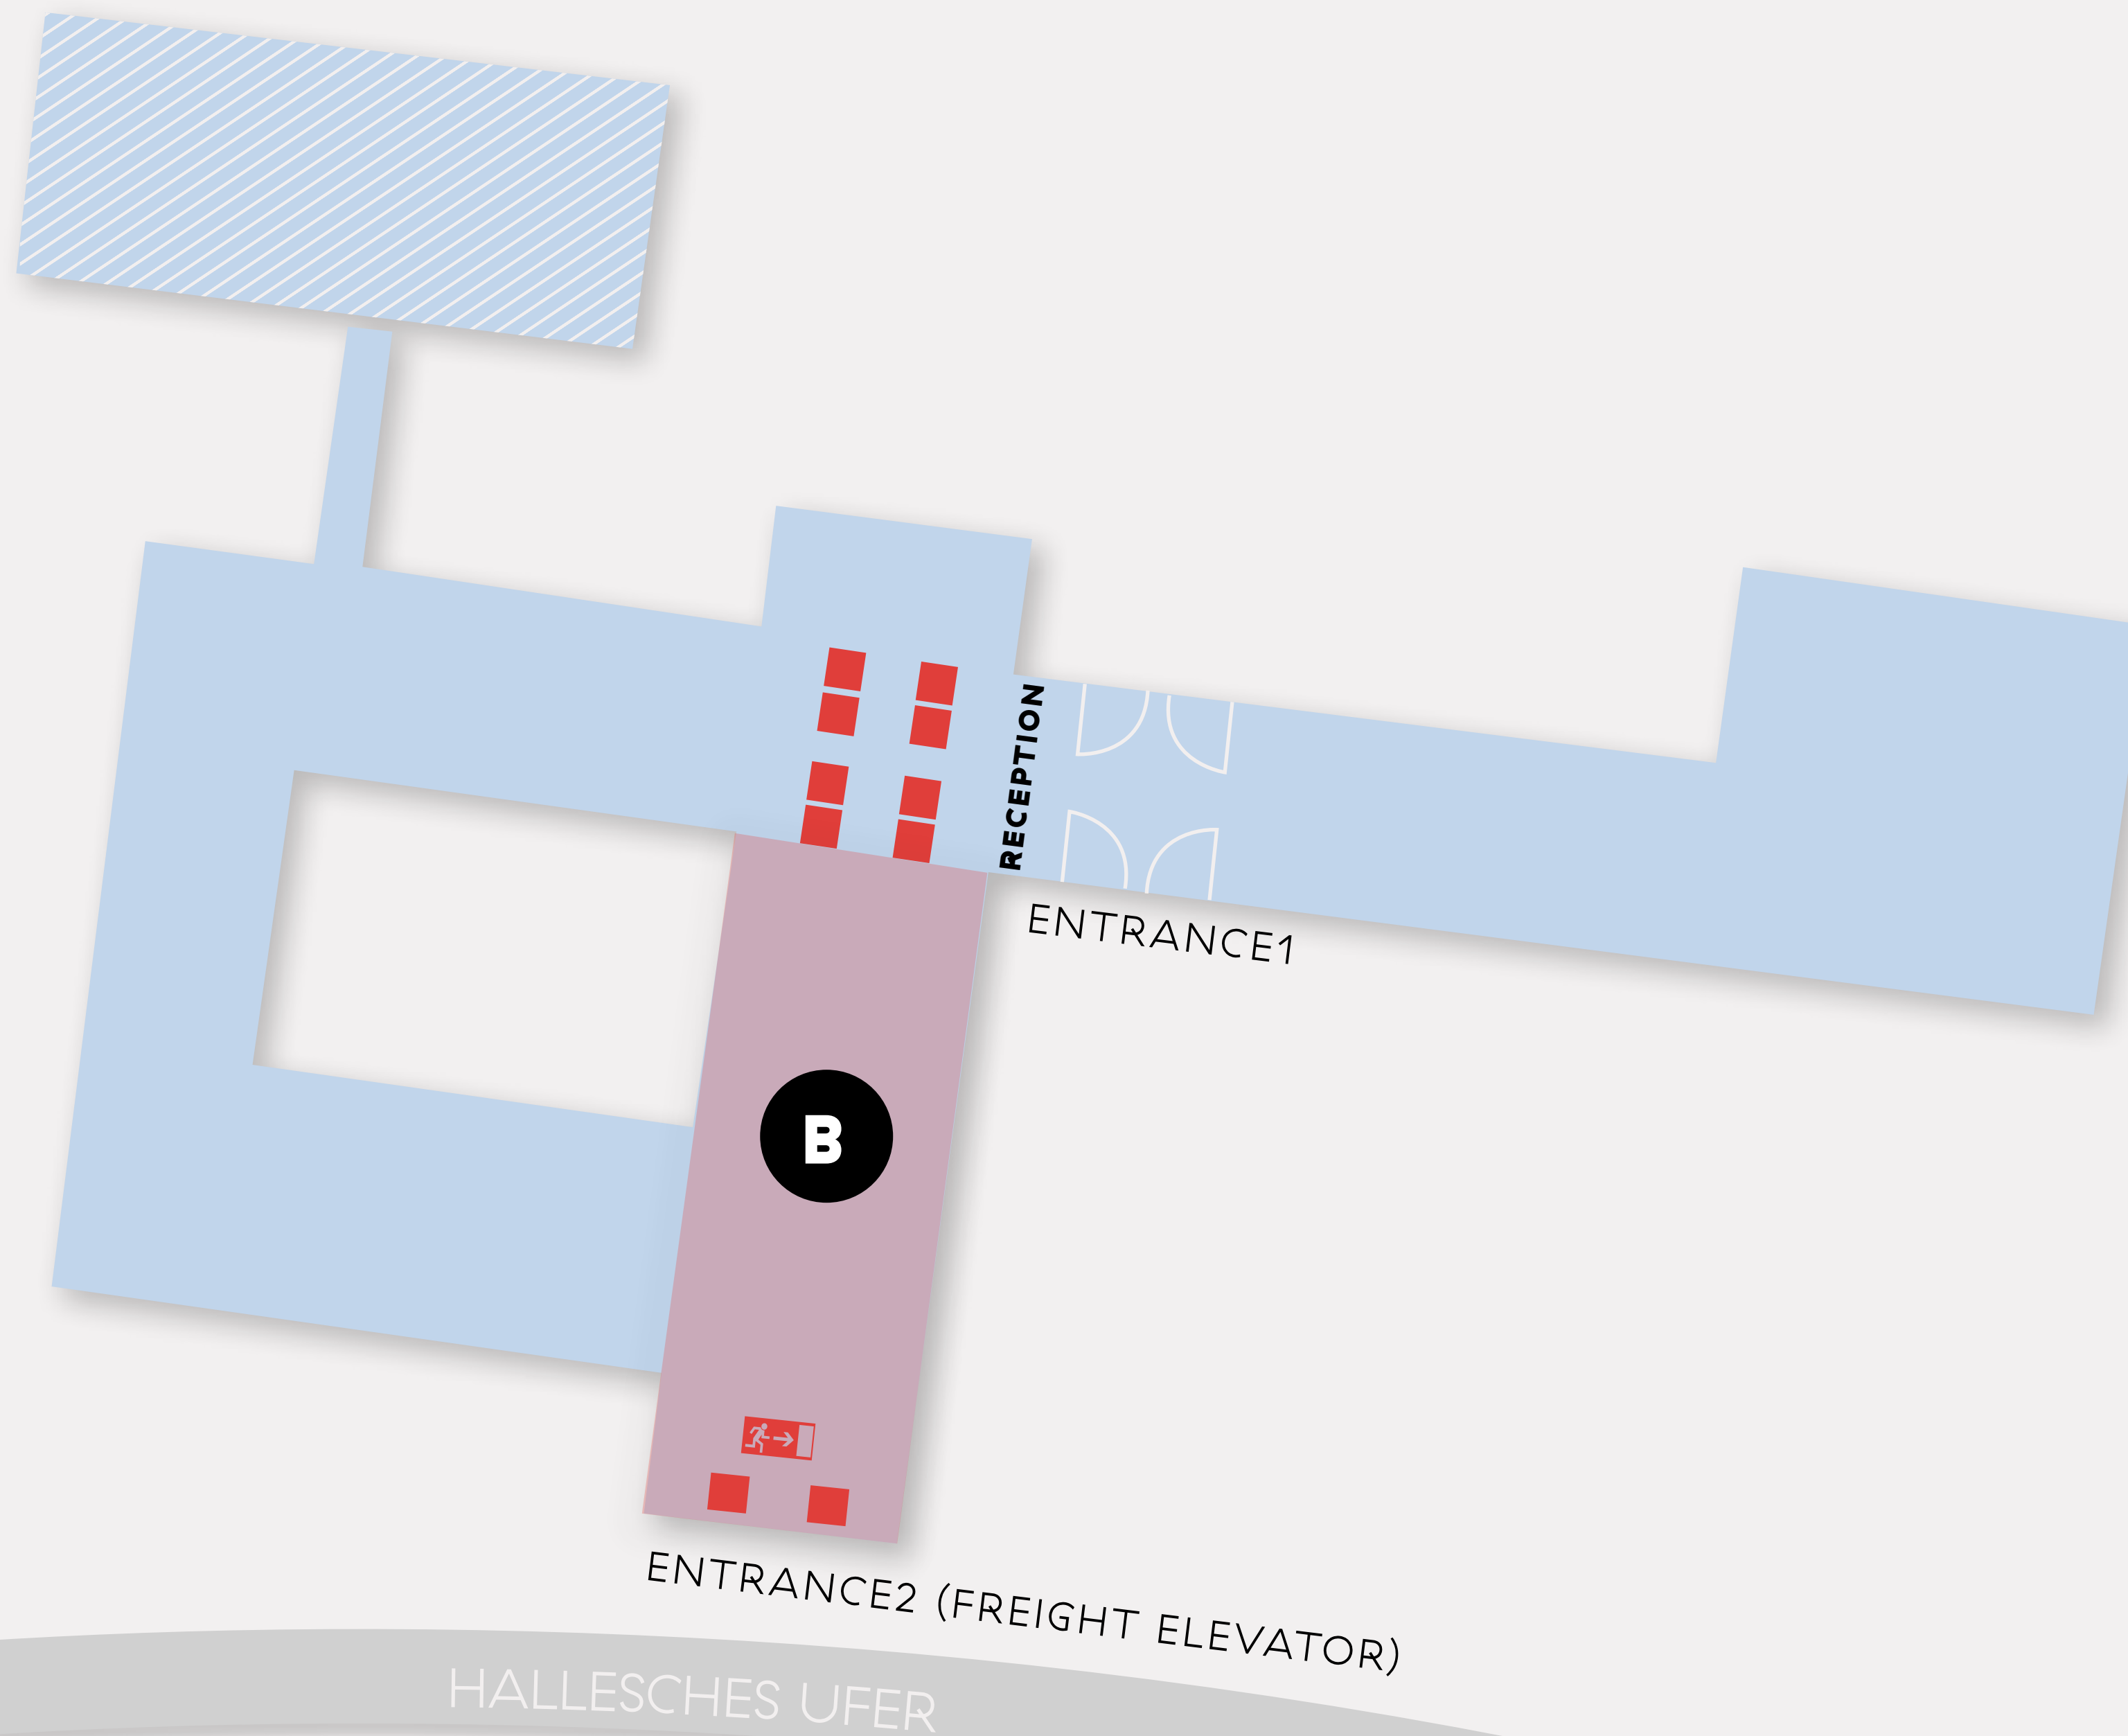 RECEPTION
ENTRANCE1
B
ENTRANCE2 (FREIGHT ELEVATOR)
HALLESCHES UFER